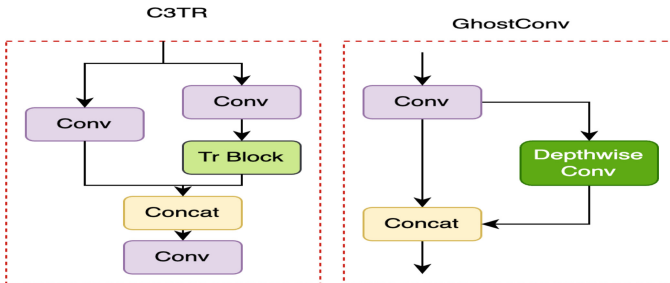 C3TR
Conv
Conv
Tr Block
Concat
Conv
GhostConv
Conv
Depthwise
Conv
Concat